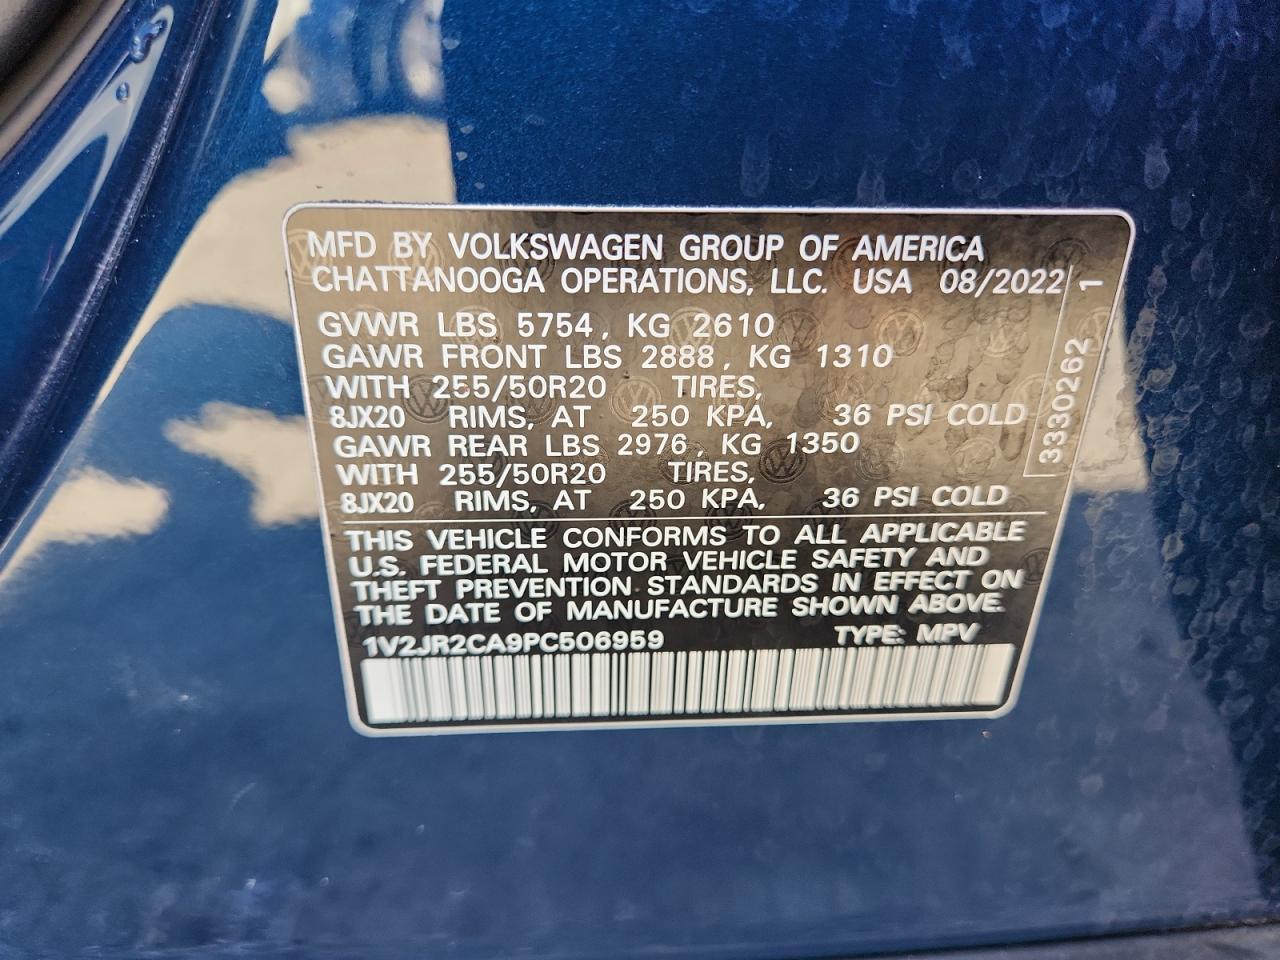 MFD BY VOLKSWAGEN GROUP OF AMERICA
CHATTANOOGA OPERATIONS, LLC. USA 08/2022
GVWR LBS 5754, KG 2610
GAWR FRONT LBS 2888, KG 1310
WITH 255/50R20 TIRES,
8JX20 RIMS, AT 250 KPA, 36 PSI COLD
GAWR REAR LBS 2976, KG 1350
WITH 255/50R20 TIRES,
8JX20 RIMS, AT 250 KPA, 36 PSI COLD
THIS VEHICLE CONFORMS TO ALL APPLICABLE
U.S. FEDERAL MOTOR VEHICLE SAFETY AND
THEFT PREVENTION STANDARDS IN EFFECT ON
THE DATE OF MANUFACTURE SHOWN ABOVE.
1V2JR2CA9PC506959 TYPE: MPV
3330262 1